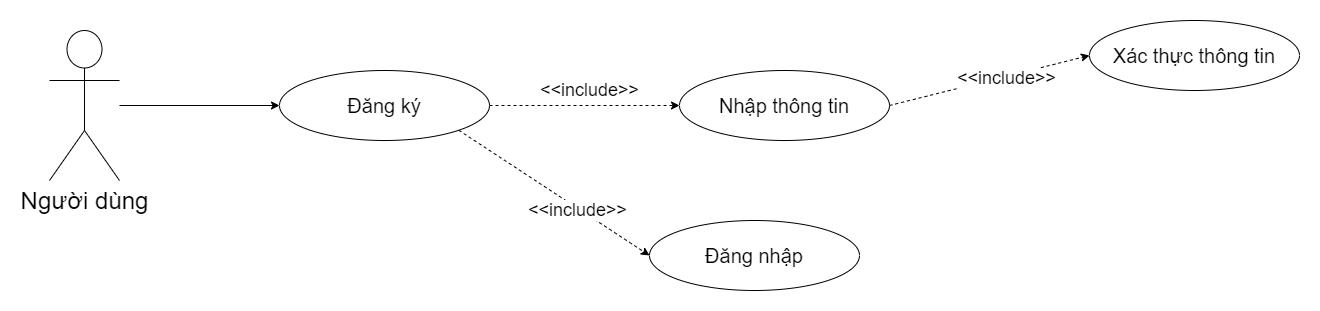 Xác thực thông tin
<<include>>
<<include>>
Đăng ký
Nhập thông tin
Người dùng
<<include>>
Đăng nhập